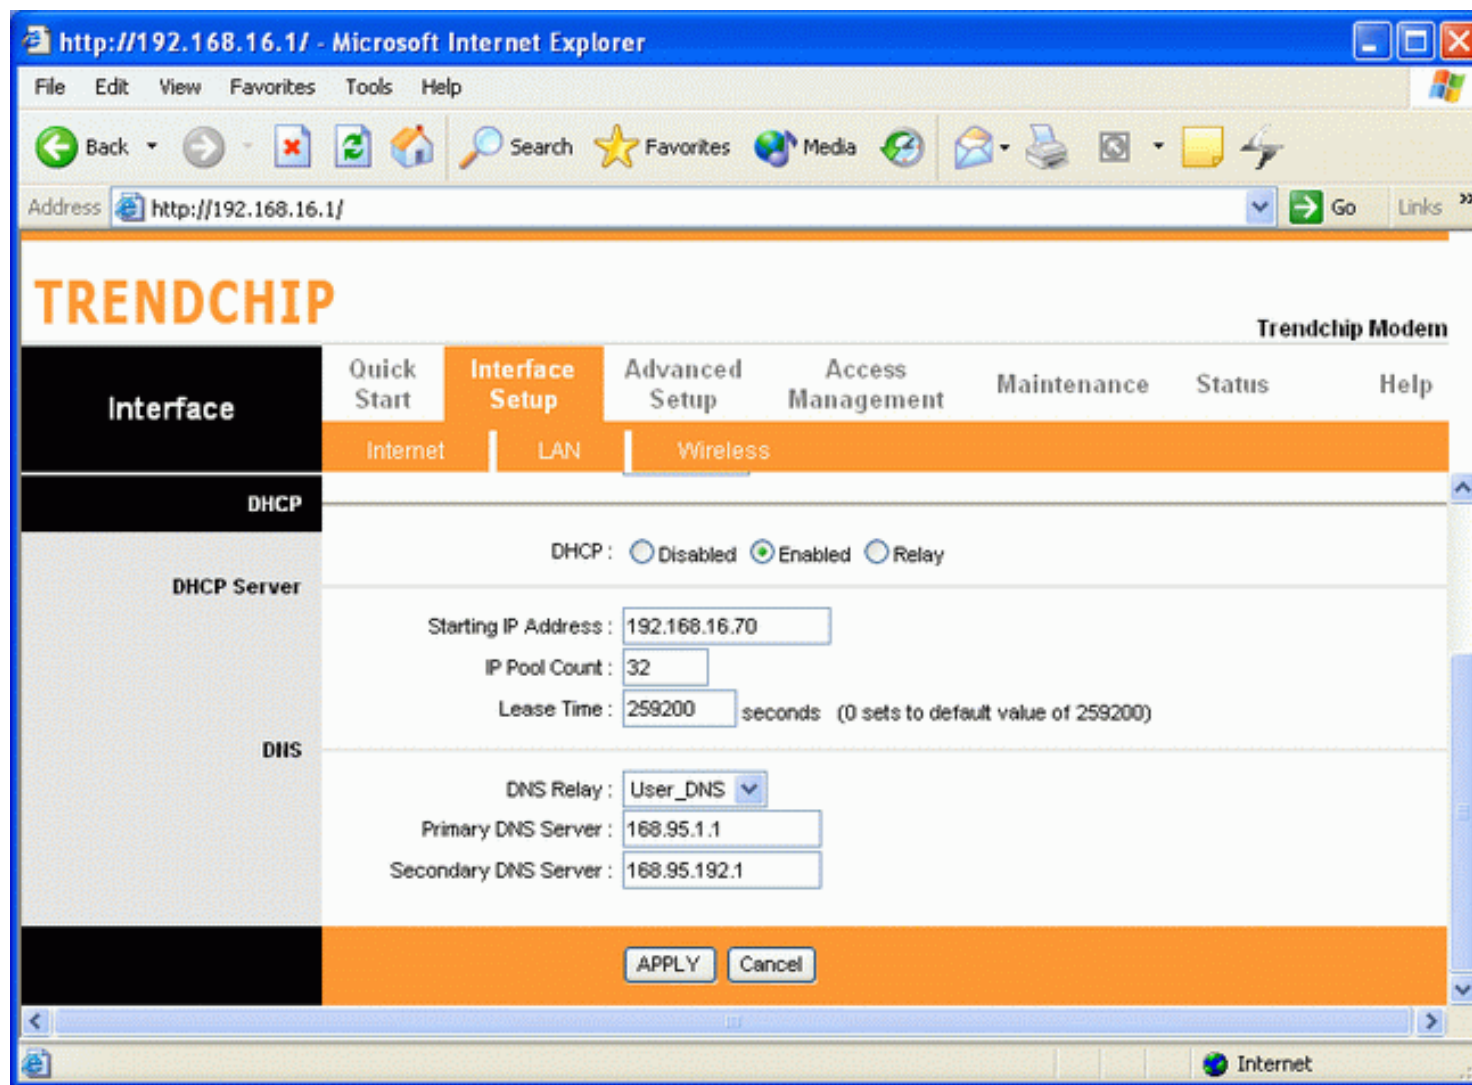 http://192.168.16.1/ - Microsoft Internet Explorer
File Edit View Favorites Tools Help
Back Search Favorites Media
Address http://192.168.16.1/ Go Links »
TRENDCHIP
Trendchip Modem
Interface
Quick Start Interface Setup Advanced Setup Access Management Maintenance Status Help
Internet LAN Wireless
DHCP
DHCP : Disabled Enabled Relay
DHCP Server
Starting IP Address : 192.168.16.70
IP Pool Count : 32
Lease Time : 259200 seconds (0 sets to default value of 259200)
DNS
DNS Relay : User_DNS
Primary DNS Server : 168.95.1.1
Secondary DNS Server : 168.95.192.1
APPLY Cancel
Internet